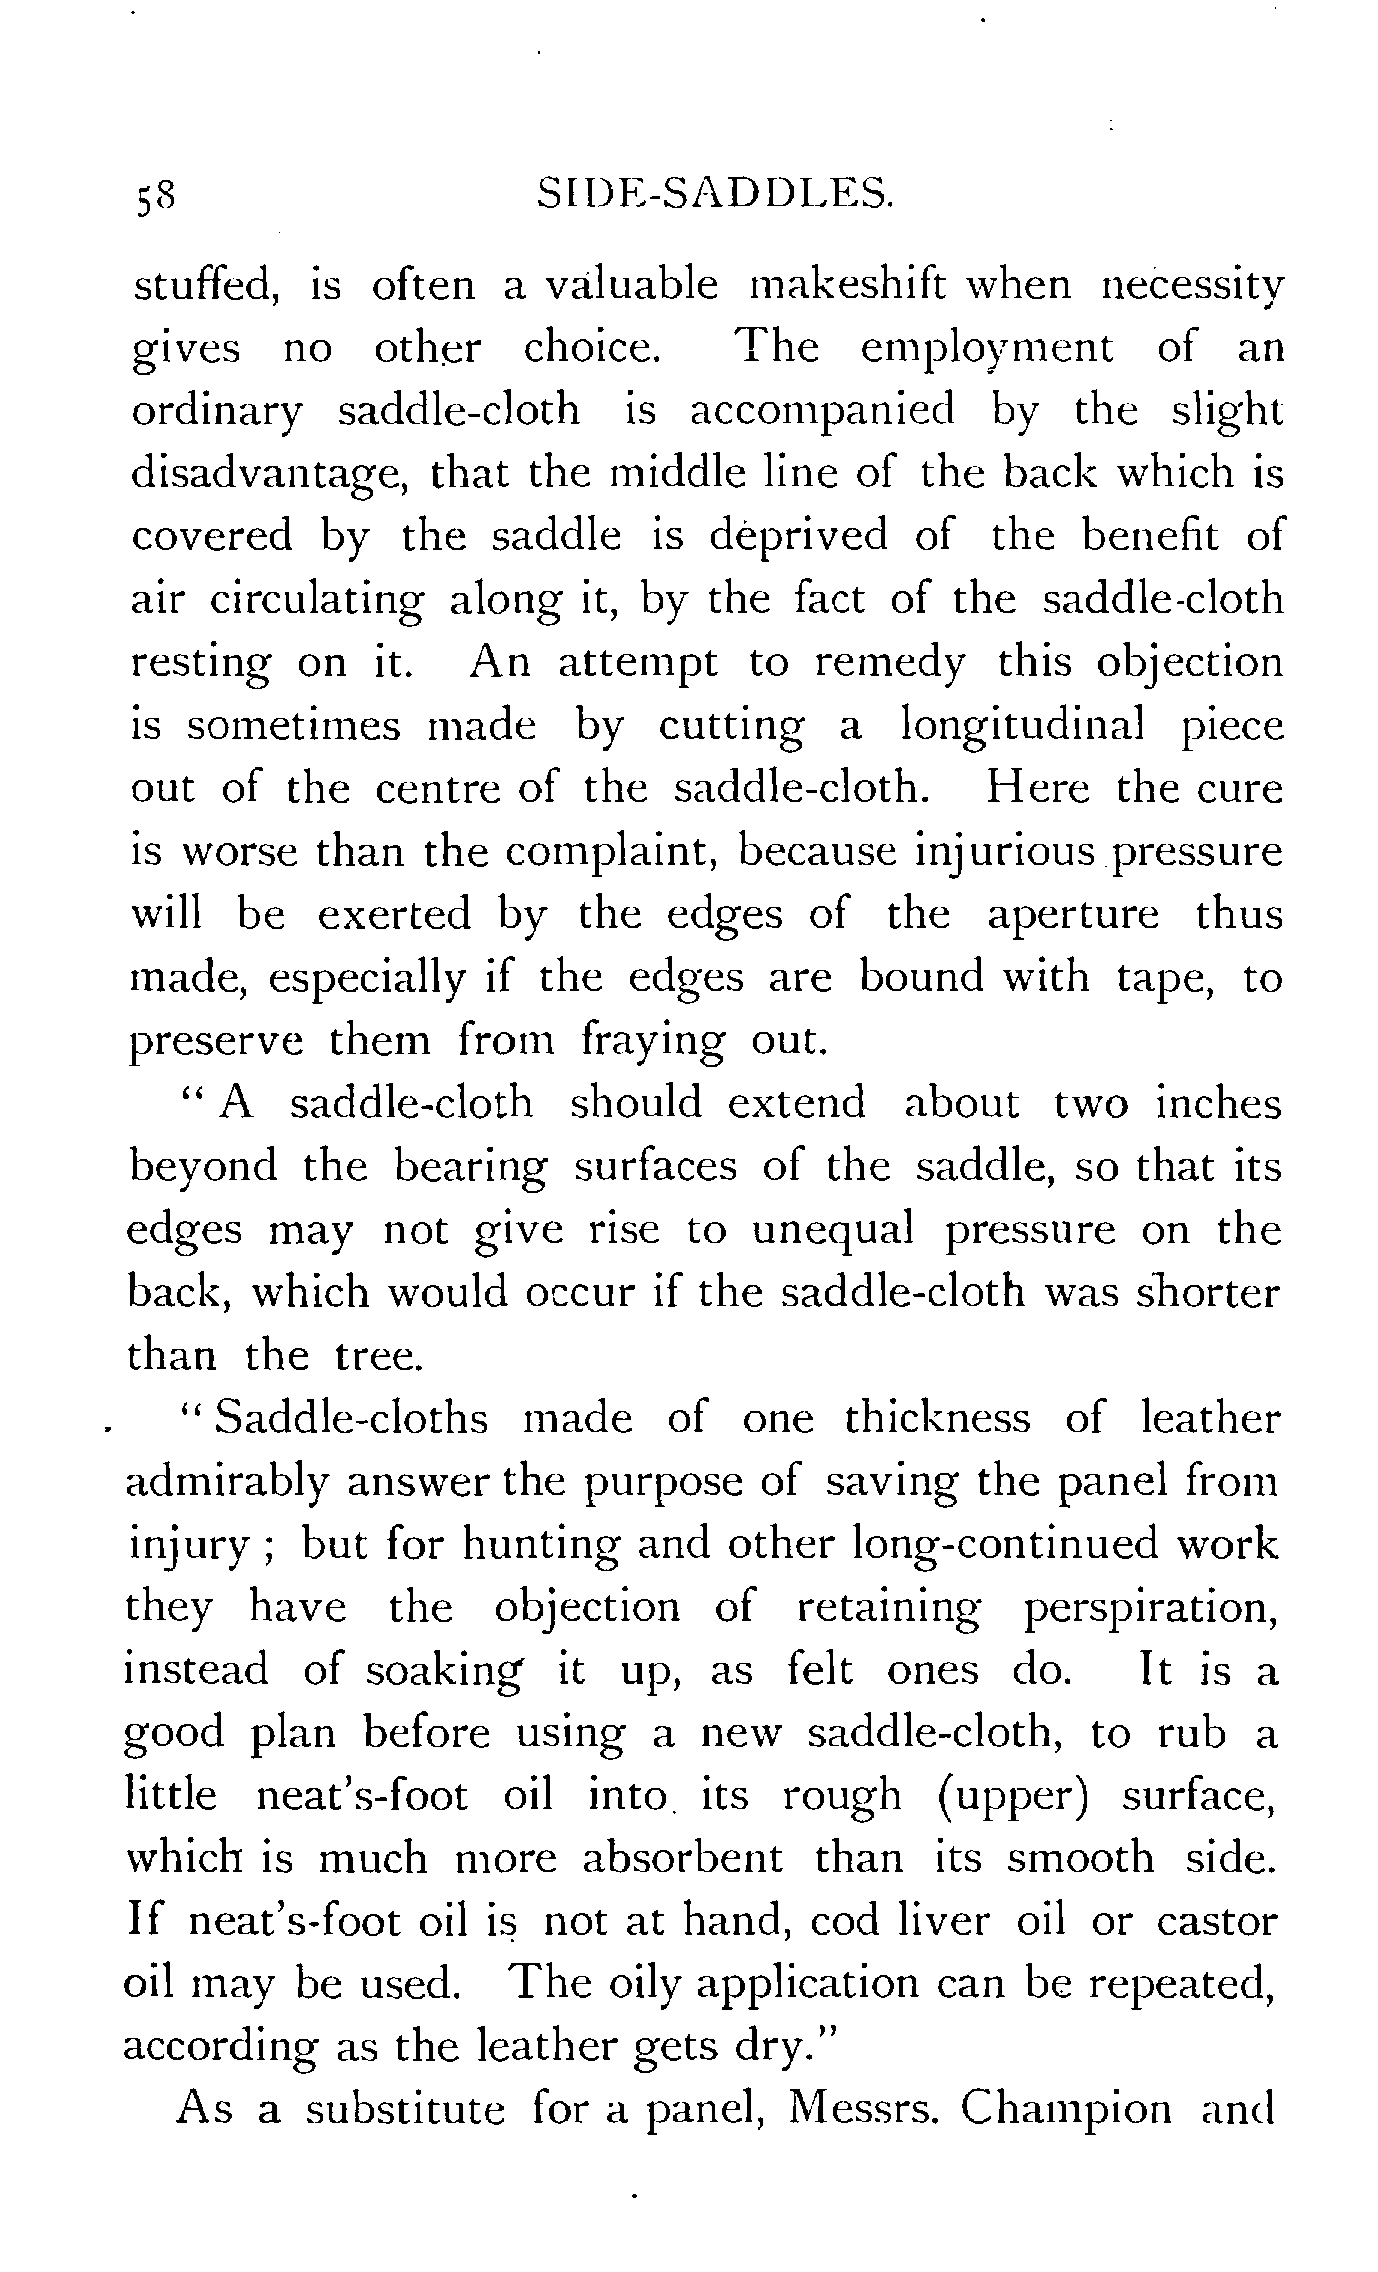 58 SIDE-SADDLES.
stuffed, is often a valuable makeshift when necessity
gives no other choice. The employment of an
ordinary saddle-cloth is accompanied by the slight
disadvantage, that the middle line of the back which is
covered by the saddle is deprived of the benefit of
air circulating along it, by the fact of the saddle-cloth
resting on it. An attempt to remedy this objection
is sometimes made by cutting a longitudinal piece
out of the centre of the saddle-cloth. Here the cure
is worse than the complaint, because injurious pressure
will be exerted by the edges of the aperture thus
made, especially if the edges are bound with tape, to
preserve them from fraying out.
“ A saddle-cloth should extend about two inches
beyond the bearing surfaces of the saddle, so that its
edges may not give rise to unequal pressure on the
back, which would occur if the saddle-cloth was shorter
than the tree.
“ Saddle-cloths made of one thickness of leather
admirably answer the purpose of saving the panel from
injury ; but for hunting and other long-continued work
they have the objection of retaining perspiration,
instead of soaking it up, as felt ones do. It is a
good plan before using a new saddle-cloth, to rub a
little neat’s-foot oil into its rough (upper) surface,
which is much more absorbent than its smooth side.
If neat’s-foot oil is not at hand, cod liver oil or castor
oil may be used. The oily application can be repeated,
according as the leather gets dry.”
As a substitute for a panel, Messrs. Champion and